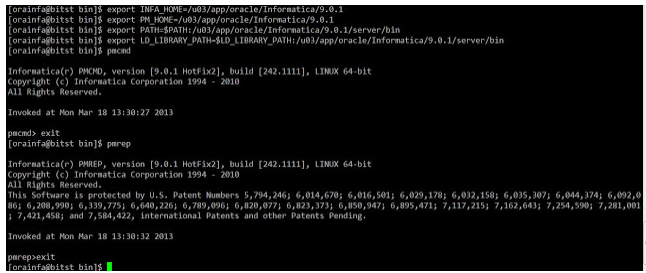 [orainfa@bitst bin]$ export INFA_HOME=/u03/app/oracle/Informatica/9.0.1
[orainfa@bitst bin]$ export PM_HOME=/u03/app/oracle/Informatica/9.0.1
[orainfa@bitst bin]$ export PATH=$PATH:/u03/app/oracle/Informatica/9.0.1/server/bin
[orainfa@bitst bin]$ export LD_LIBRARY_PATH=$LD_LIBRARY_PATH:/u03/app/oracle/Informatica/9.0.1/server/bin
[orainfa@bitst bin]$ pmcmd
Informatica(r) PMCMD, version [9.0.1 HotFix2], build [242.1111], LINUX 64-bit
Copyright (c) Informatica Corporation 1994 - 2010
All Rights Reserved.
Invoked at Mon Mar 18 13:30:27 2013
pmcmd> exit
[orainfa@bitst bin]$ pmrep
Informatica(r) PMREP, version [9.0.1 HotFix2], build [242.1111], LINUX 64-bit
Copyright (c) Informatica Corporation 1994 - 2010
All Rights Reserved.
This Software is protected by U.S. Patent Numbers 5,794,246; 6,014,670; 6,016,501; 6,029,178; 6,032,158; 6,035,307; 6,044,374; 6,092,0
86; 6,208,990; 6,339,775; 6,640,226; 6,789,096; 6,820,077; 6,823,373; 6,850,947; 6,895,471; 7,117,215; 7,162,643; 7,254,590; 7,281,001
; 7,421,458; and 7,584,422, international Patents and other Patents Pending.
Invoked at Mon Mar 18 13:30:32 2013
pmrep>exit
[orainfa@bitst bin]$